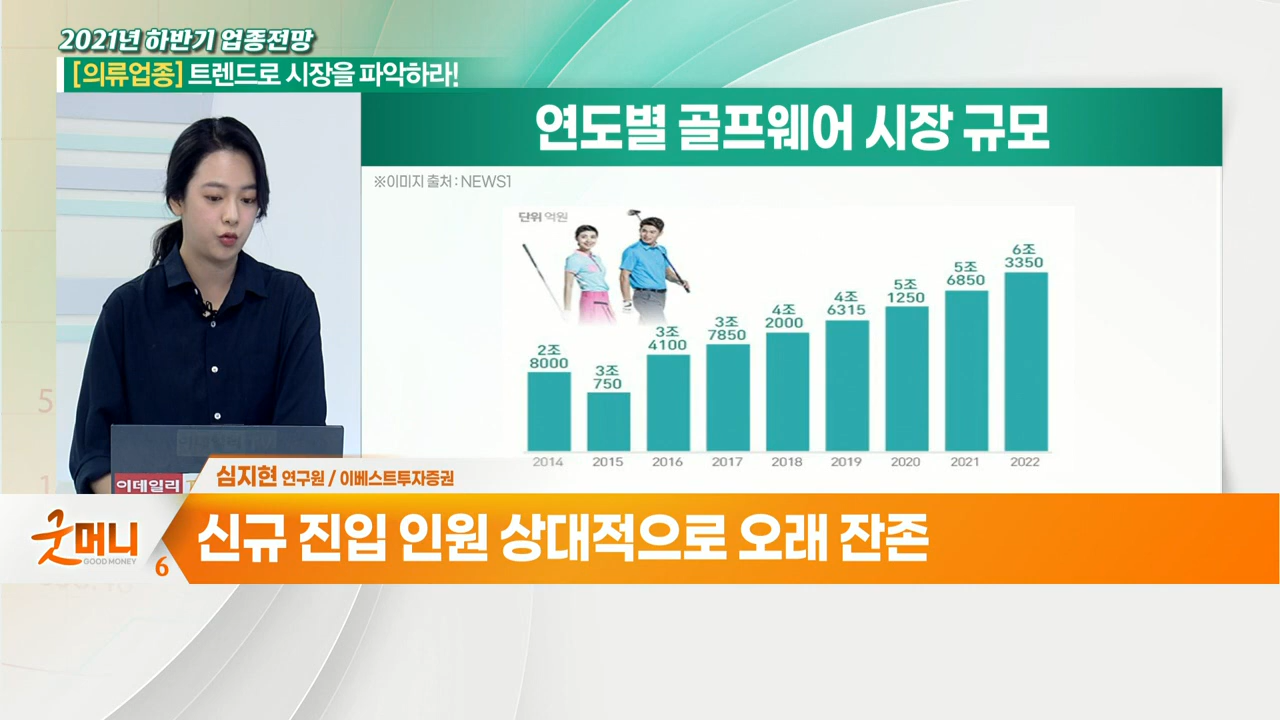 2021년 하반기 업종전망
[의류업종] 트렌드로 시장을 파악하라!
연도별 골프웨어 시장 규모
※이미지 출처 : NEWS1
단위 억원
2조
8000
3조
750
3조
4100
3조
7850
4조
2000
4조
6315
5조
1250
5조
6850
6조
3350
2014 2015 2016 2017 2018 2019 2020 2021 2022
5
1
이데일리
심지현 연구원 / 이베스트투자증권
굿머니
GOOD MONEY
6
신규 진입 인원 상대적으로 오래 잔존